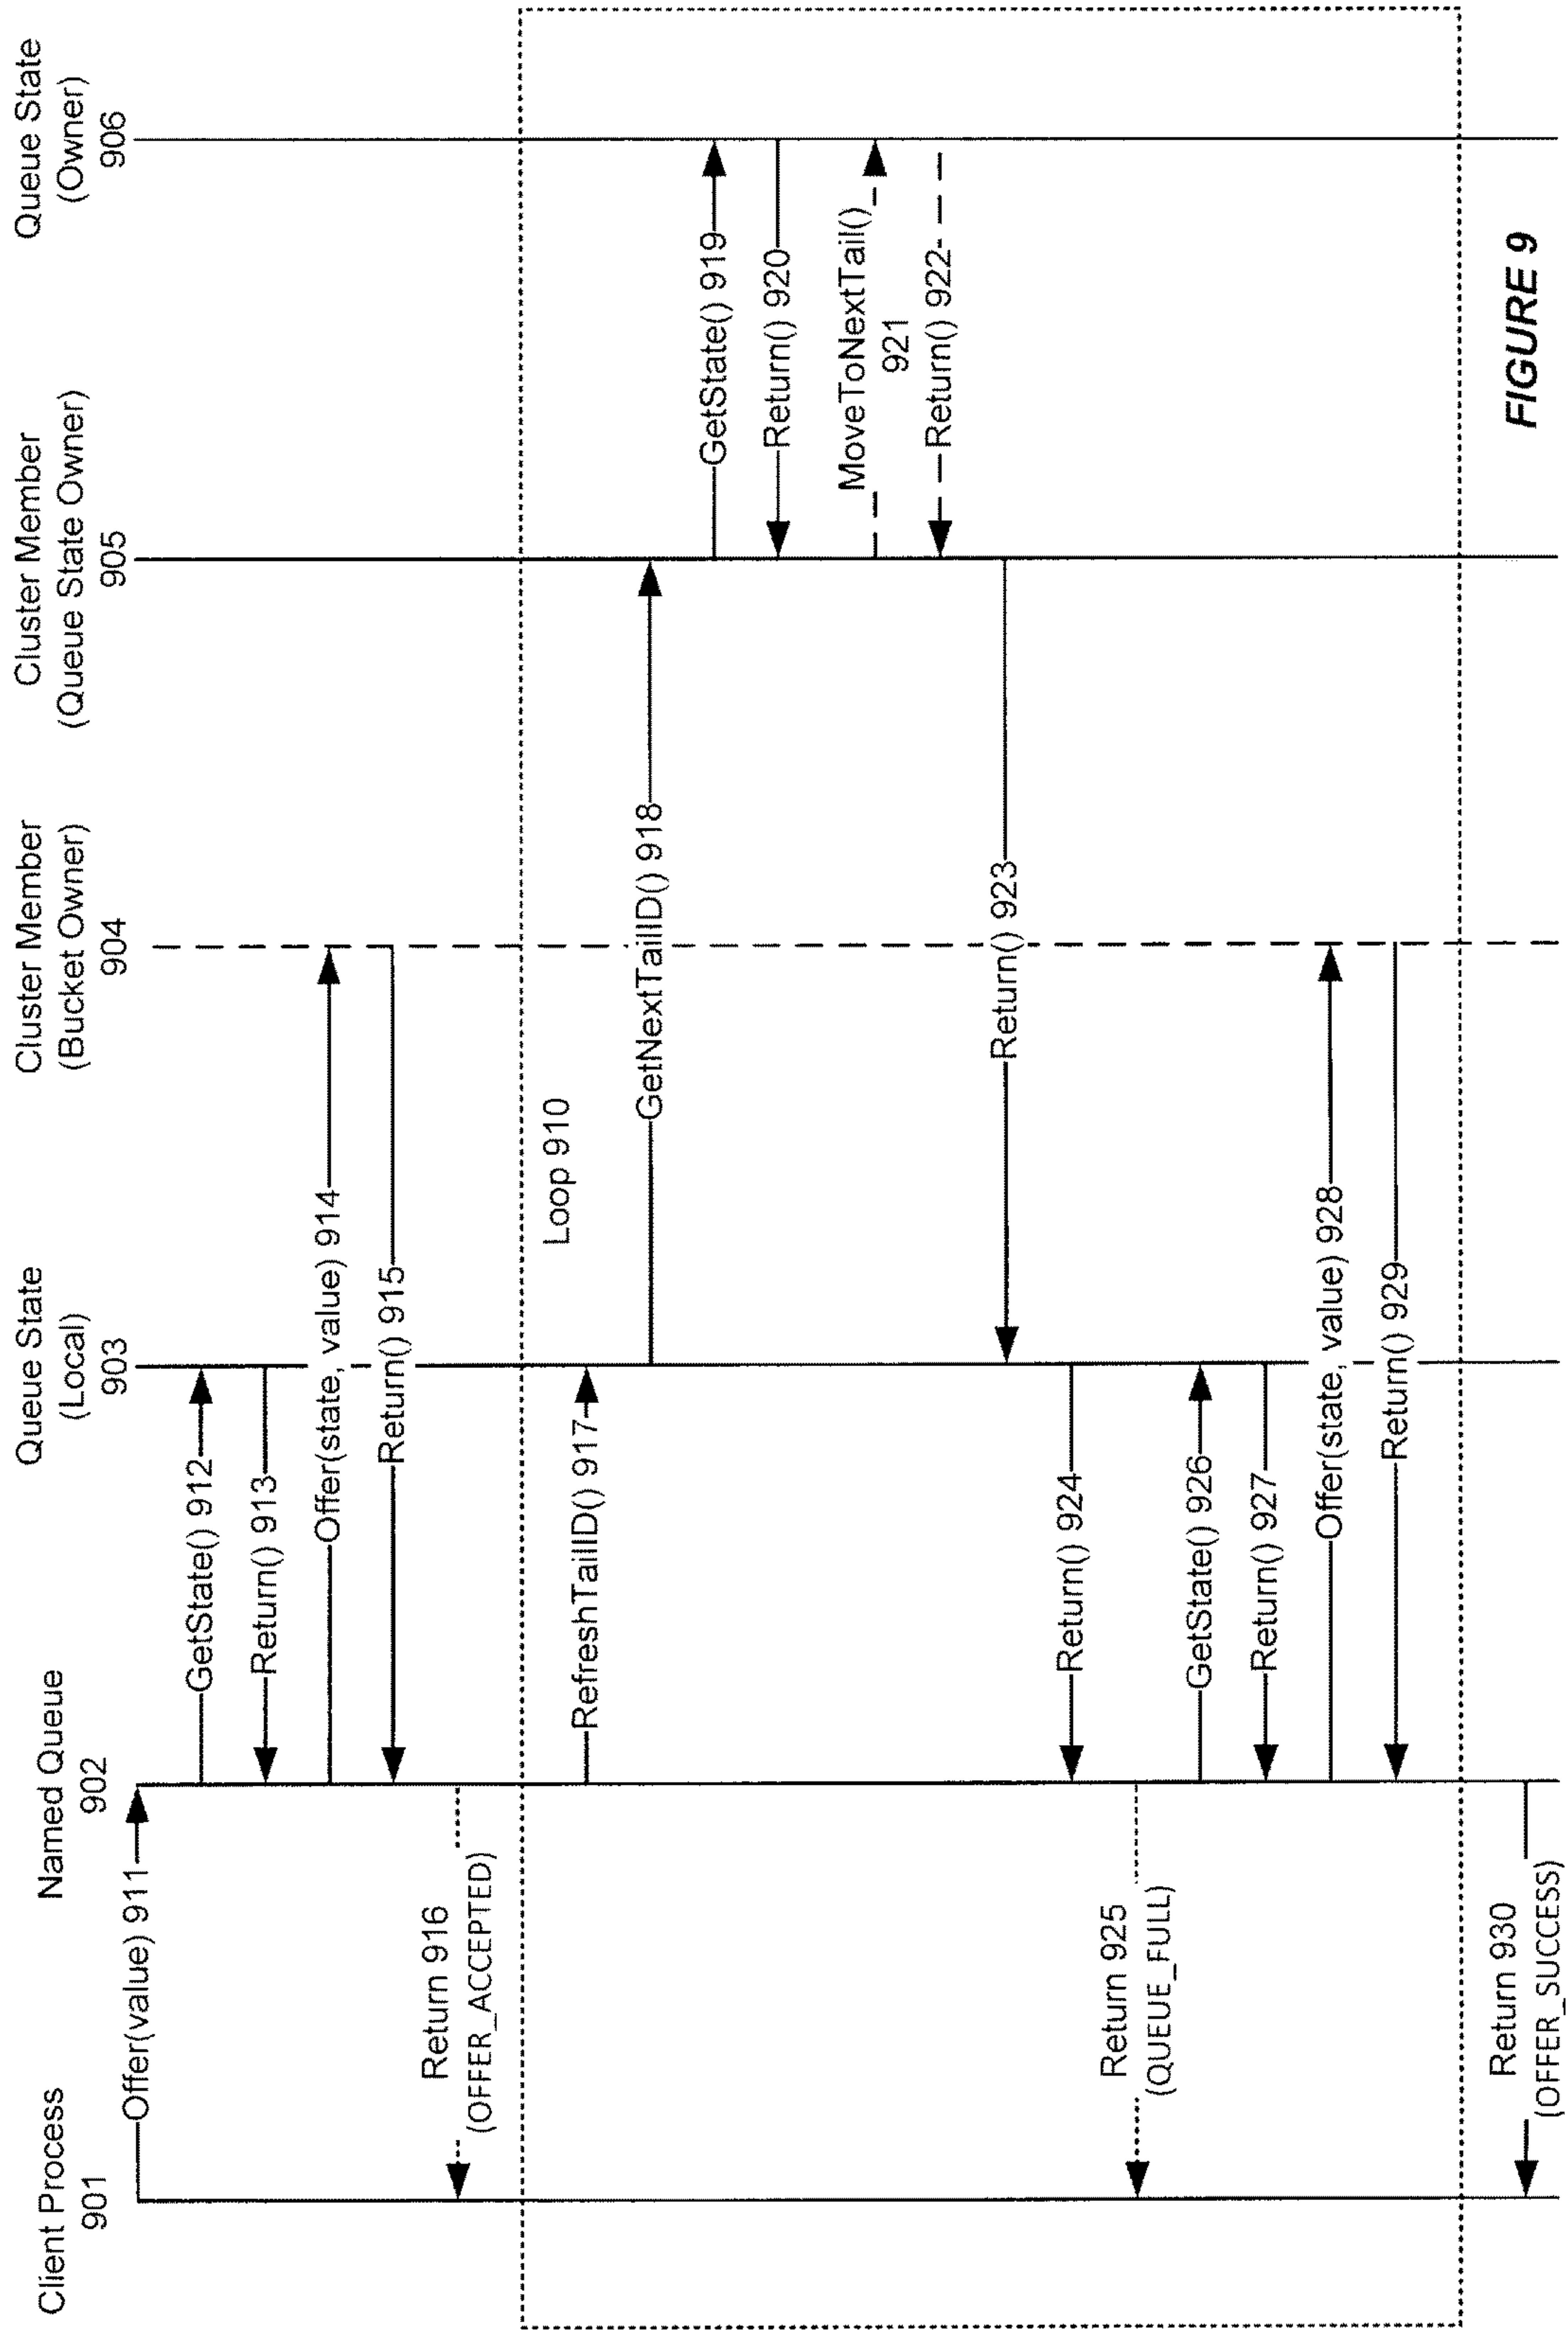 Client Process
901
Named Queue
902
Queue State
(Local)
903
Cluster Member
(Bucket Owner)
904
Cluster Member
(Queue State Owner)
905
Queue State
(Owner)
906
Offer(value) 911
GetState() 912
Return() 913
Offer(state, value) 914
Return() 915
Return 916
(OFFER_ACCEPTED)
Loop 910
RefreshTailID() 917
GetNextTailID() 918
GetState() 919
Return() 920
MoveToNextTail()
921
Return() 922
Return() 923
Return() 924
Return 925
(QUEUE_FULL)
GetState() 926
Return() 927
Offer(state, value) 928
Return() 929
Return 930
(OFFER_SUCCESS)
FIGURE 9